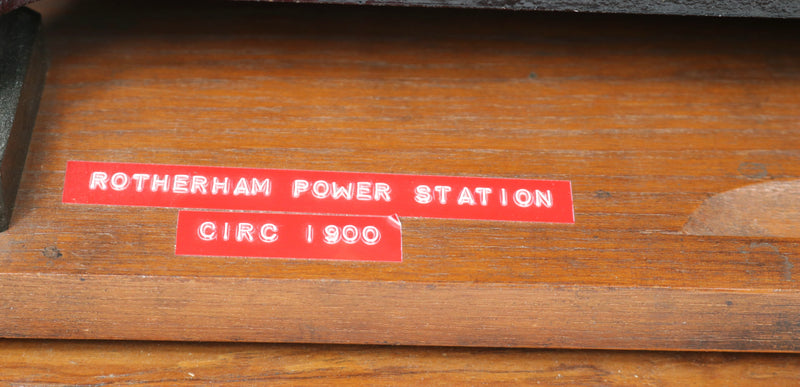 ROTHERHAM POWER STATION
CIRC 1900